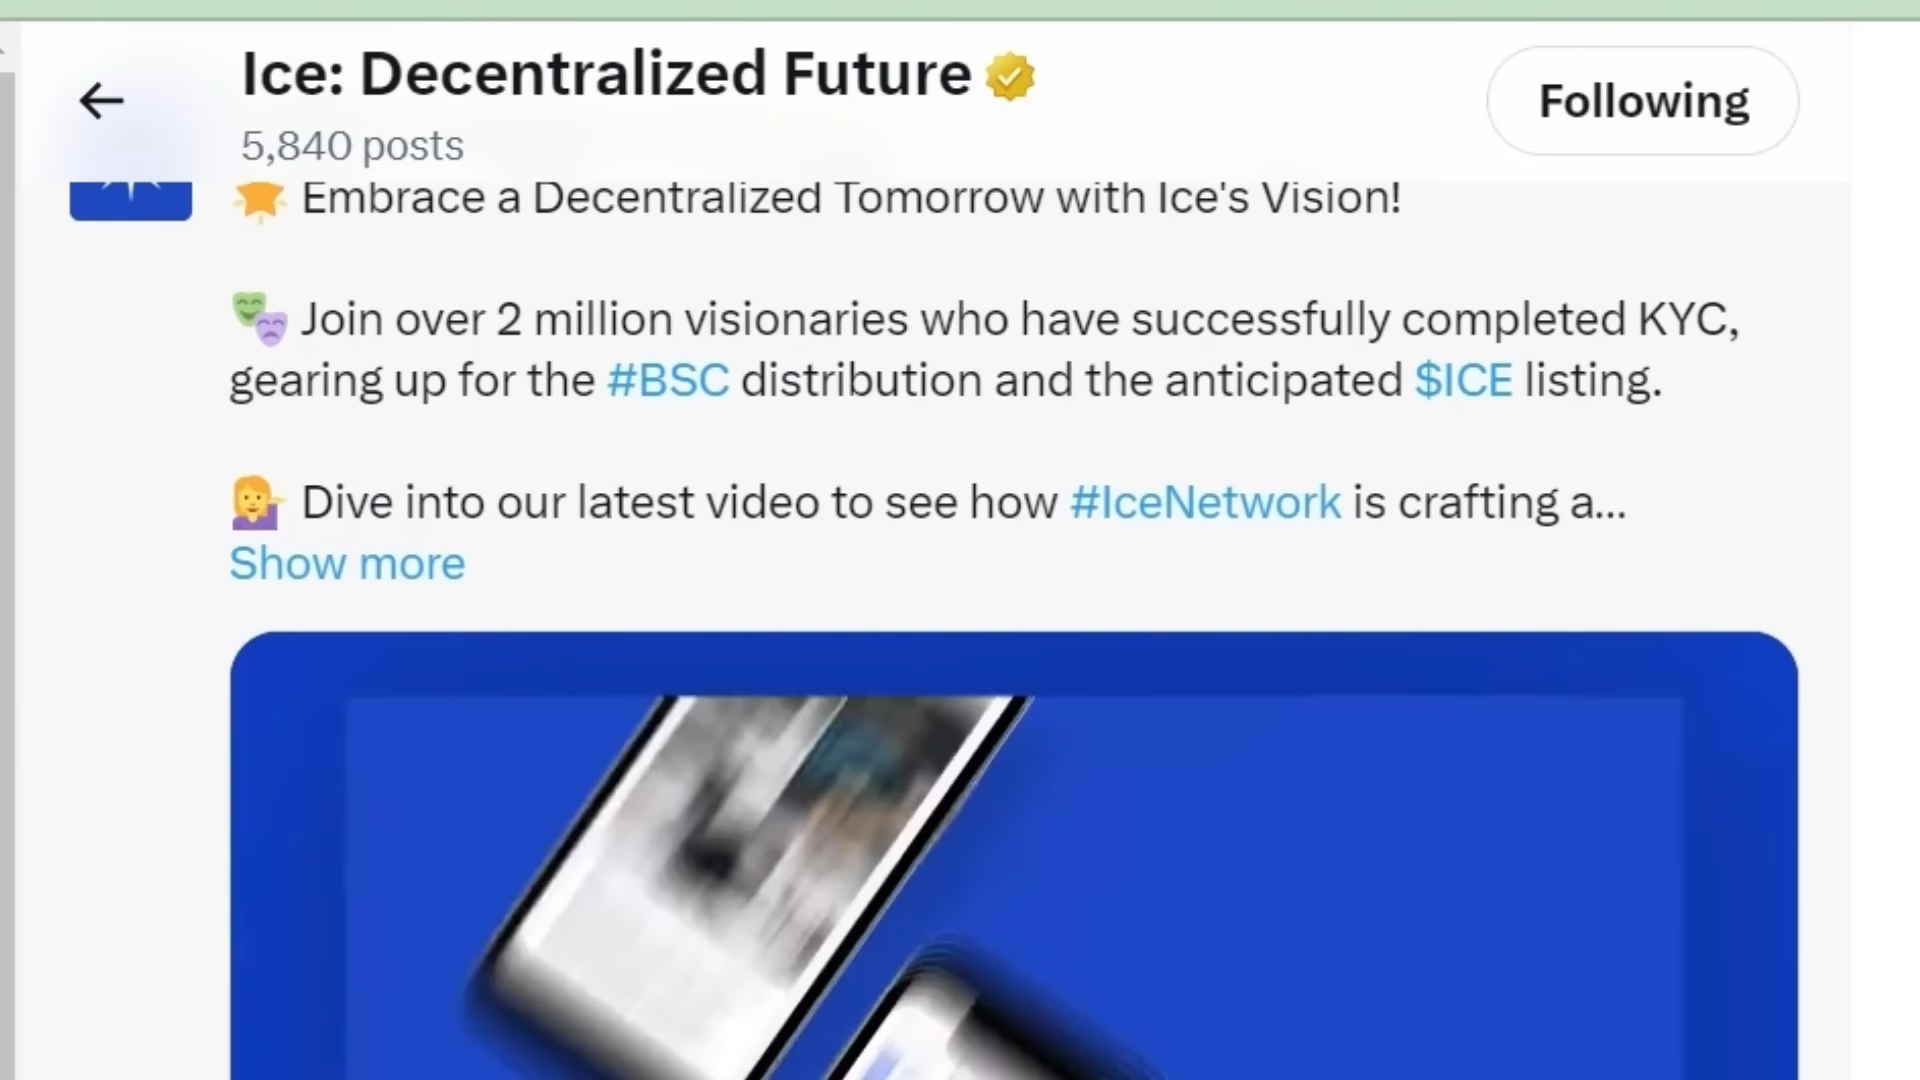 Ice: Decentralized Future
5,840 posts
Following
Embrace a Decentralized Tomorrow with Ice's Vision!
Join over 2 million visionaries who have successfully completed KYC,
gearing up for the #BSC distribution and the anticipated $ICE listing.
Dive into our latest video to see how #IceNetwork is crafting a...
Show more